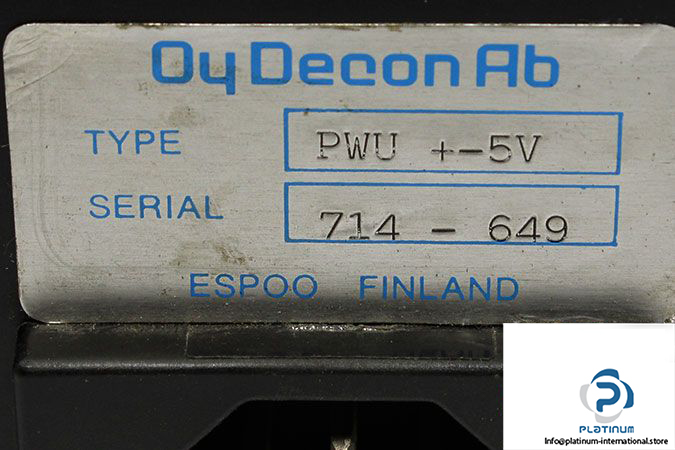 Oy Decon Ab
TYPE PWU +-5V
SERIAL 714 - 649
ESPOO FINLAND
PLATINUM
Info@platinum-international.store